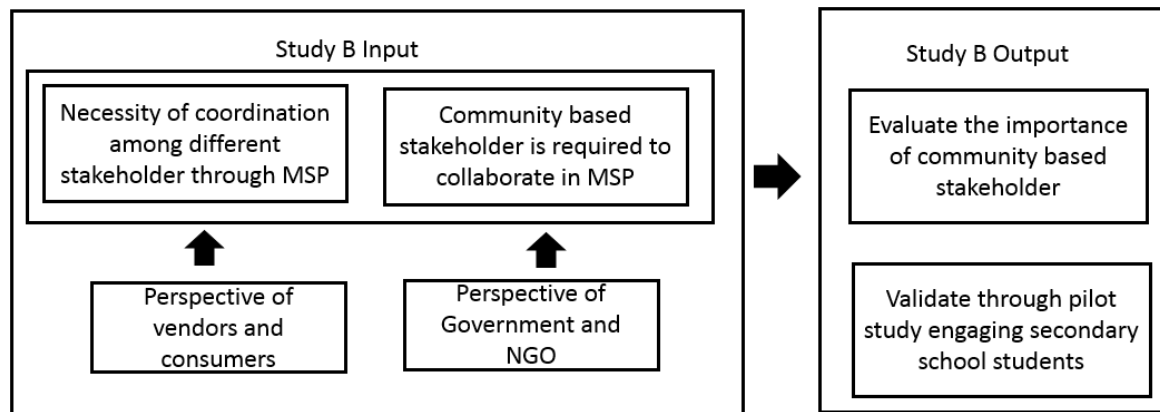 Study B Input
Necessity of coordination
among different
stakeholder through MSP
Community based
stakeholder is required to
collaborate in MSP
Perspective of
vendors and
consumers
Perspective of
Government and
NGO
Study B Output
Evaluate the importance
of community based
stakeholder
Validate through pilot
study engaging secondary
school students